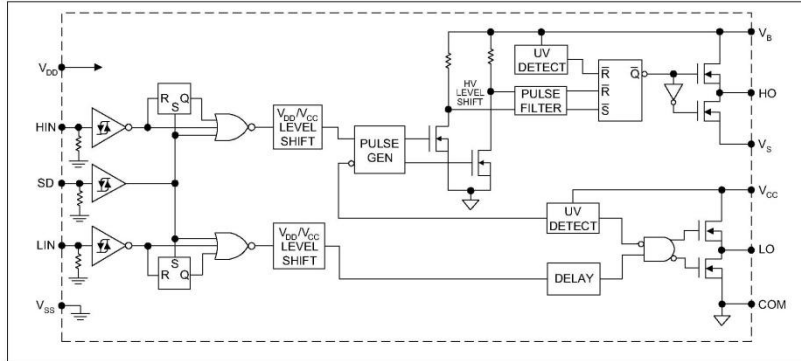 V_B
UV
DETECT
V_DD
R̅ Q̅
R Q
S
HV
LEVEL
SHIFT
R̅
PULSE
FILTER
S̅
HO
V_DD/V_CC
LEVEL
SHIFT
HIN
PULSE
GEN
V_S
SD
V_CC
UV
DETECT
LIN
V_DD/V_CC
LEVEL
SHIFT
LO
S
R Q
DELAY
V_SS
COM